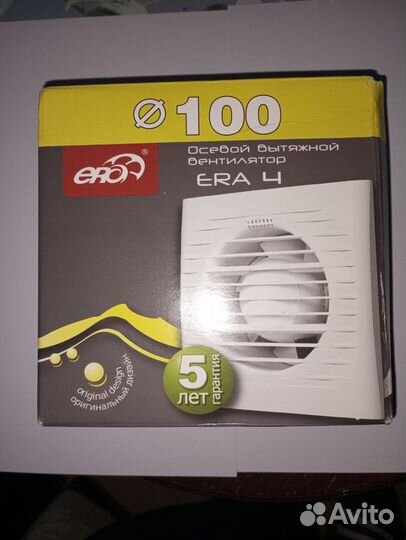 Ø 100
era®
Осевой вытяжной
вентилятор
ERA 4
5
лет
гарантия
original design
оригинальный дизайн
Avito